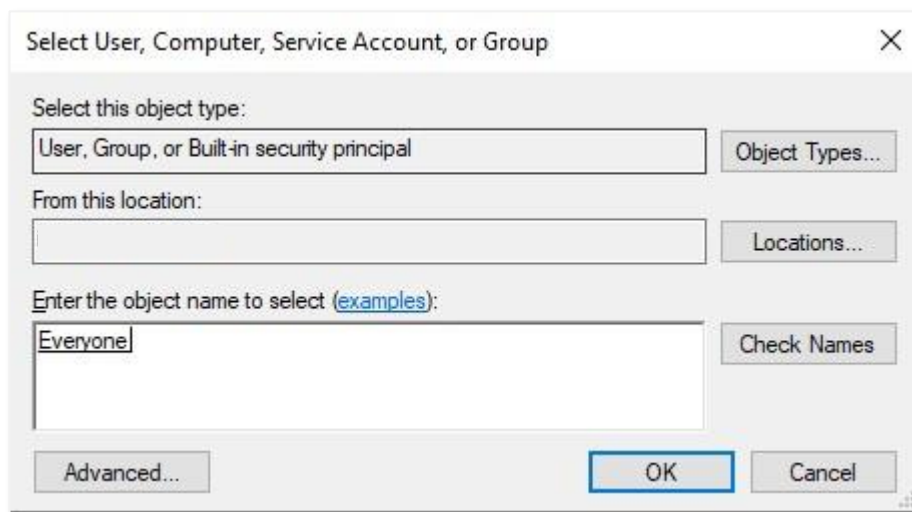 Select User, Computer, Service Account, or Group
Select this object type:
User, Group, or Built-in security principal
Object Types...
From this location:
Locations...
Enter the object name to select (examples):
Everyone
Check Names
Advanced...
OK
Cancel